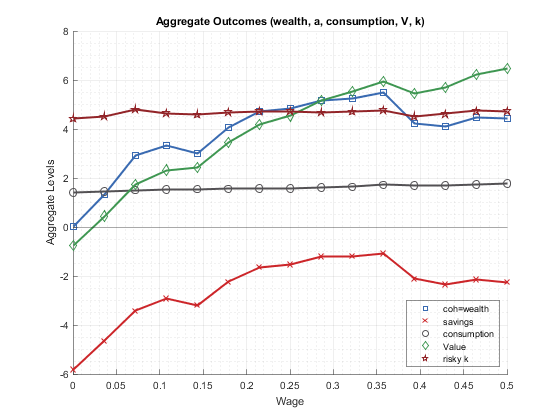 Aggregate Outcomes (wealth, a, consumption, V, k)
8
6
4
2
0
-2
-4
-6
Aggregate Levels
0 0.05 0.1 0.15 0.2 0.25 0.3 0.35 0.4 0.45 0.5
Wage
coh=wealth
savings
consumption
Value
risky k